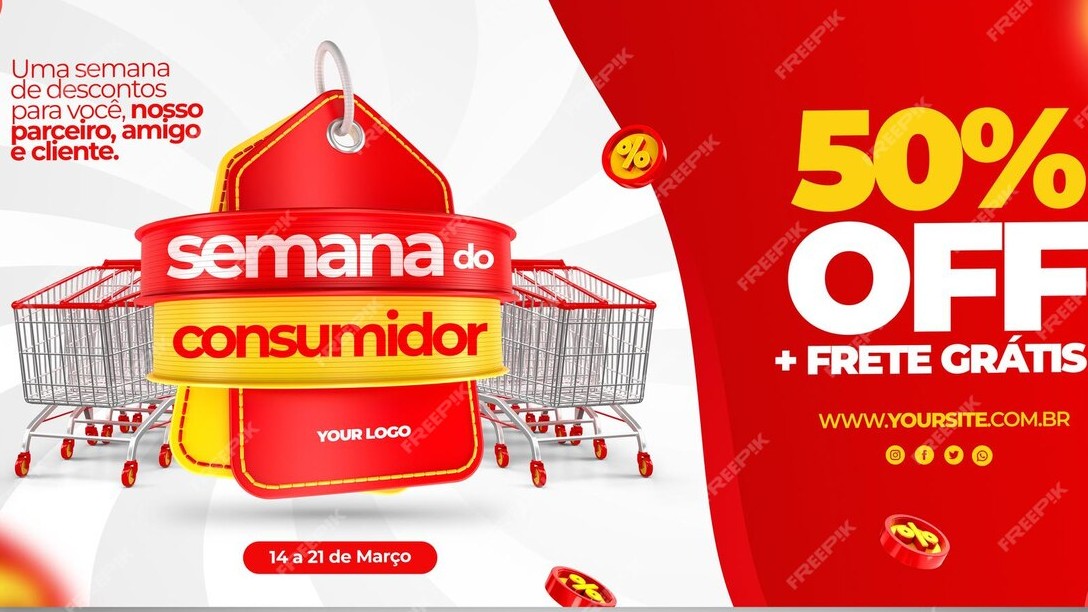 Uma semana
de descontos
para você, nosso
parceiro, amigo
e cliente.
semana do
consumidor
YOUR LOGO
14 a 21 de Março
50%
OFF
+ FRETE GRÁTIS
WWW.YOURSITE.COM.BR
%
%
%
FREEPIK